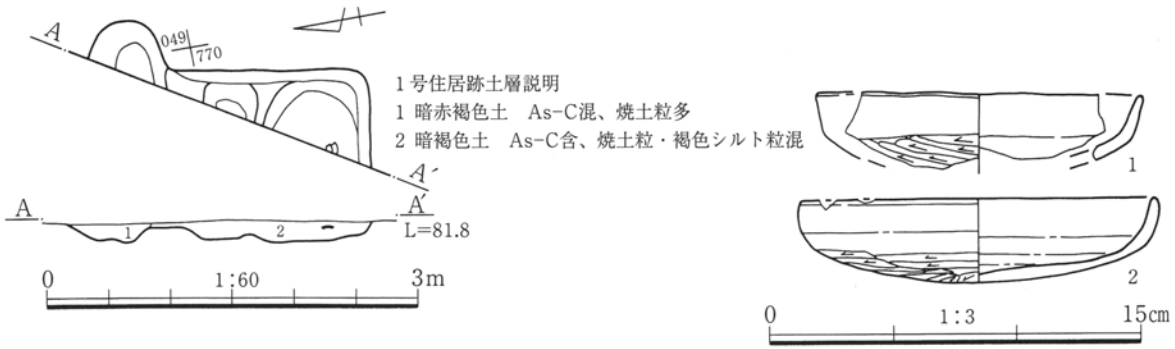 A
049
770
1号住居跡土層説明
1 暗赤褐色土 As-C混、焼土粒多
2 暗褐色土 As-C含、焼土粒・褐色シルト粒混
A′
A
A′
1
2
L=81.8
0
1:60
3m
1
2
0
1:3
15cm